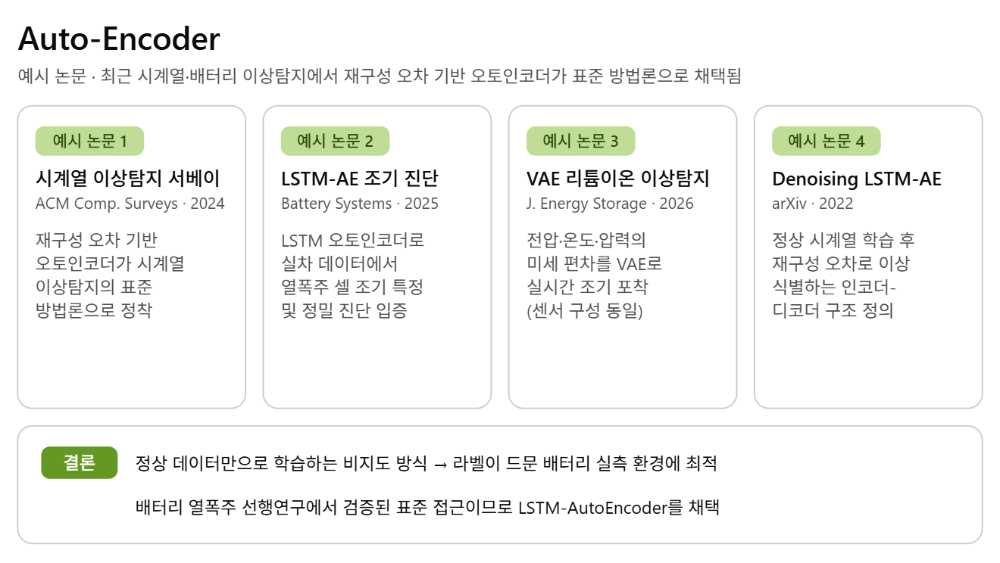 Auto-Encoder
예시 논문 · 최근 시계열·배터리 이상탐지에서 재구성 오차 기반 오토인코더가 표준 방법론으로 채택됨
예시 논문 1
시계열 이상탐지 서베이
ACM Comp. Surveys · 2024
재구성 오차 기반
오토인코더가 시계열
이상탐지의 표준
방법론으로 정착
예시 논문 2
LSTM-AE 조기 진단
Battery Systems · 2025
LSTM 오토인코더로
실차 데이터에서
열폭주 셀 조기 특정
및 정밀 진단 입증
예시 논문 3
VAE 리튬이온 이상탐지
J. Energy Storage · 2026
전압·온도·압력의
미세 편차를 VAE로
실시간 조기 포착
(센서 구성 동일)
예시 논문 4
Denoising LSTM-AE
arXiv · 2022
정상 시계열 학습 후
재구성 오차로 이상
식별하는 인코더-
디코더 구조 정의
결론
정상 데이터만으로 학습하는 비지도 방식 → 라벨이 드문 배터리 실측 환경에 최적
배터리 열폭주 선행연구에서 검증된 표준 접근이므로 LSTM-AutoEncoder를 채택